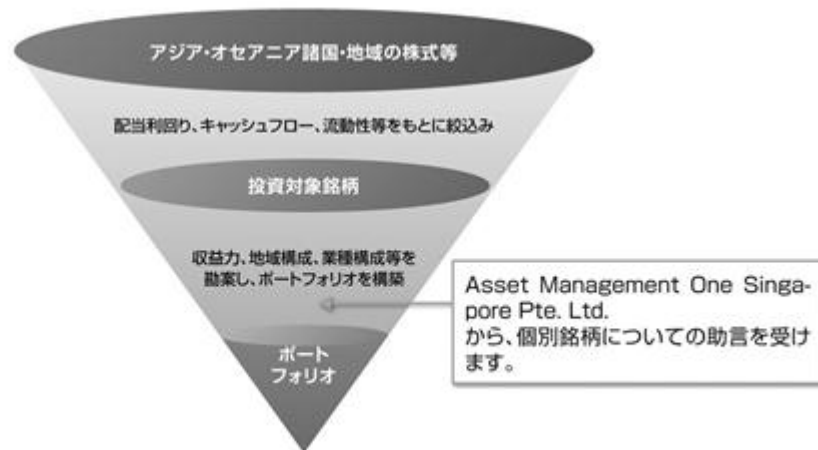 アジア・オセアニア諸国・地域の株式等
配当利回り、キャッシュフロー、流動性等をもとに絞込み
投資対象銘柄
収益力、地域構成、業種構成等を
勘案し、ポートフォリオを構築
Asset Management One Singa-
pore Pte. Ltd.
から、個別銘柄についての助言を受け
ます。
ポート
フォリオ